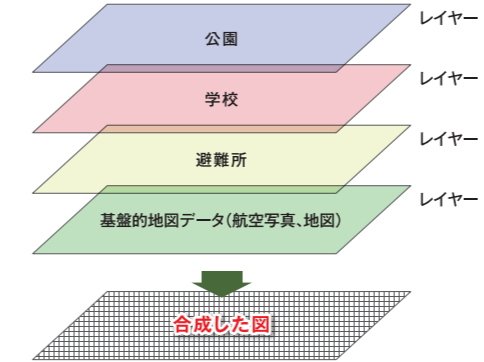 レイヤー
公園
レイヤー
学校
レイヤー
避難所
レイヤー
基盤的地図データ(航空写真、地図)
合成した図